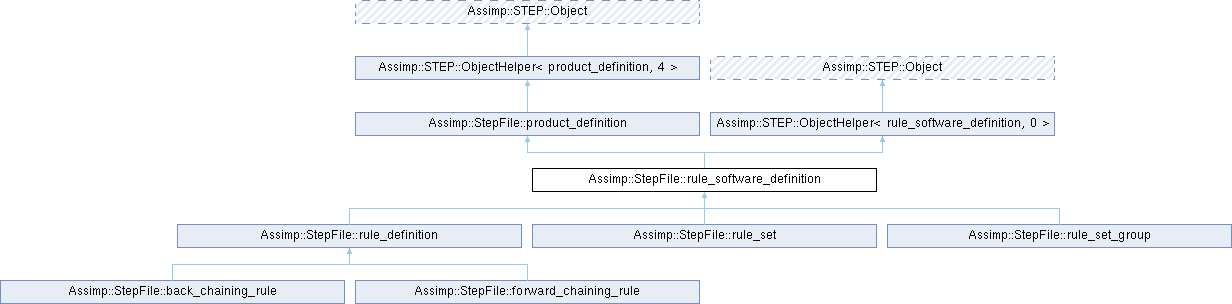 Assimp::STEP::Object
Assimp::STEP::ObjectHelper< product_definition, 4 >
Assimp::STEP::Object
Assimp::StepFile::product_definition
Assimp::STEP::ObjectHelper< rule_software_definition, 0 >
Assimp::StepFile::rule_software_definition
Assimp::StepFile::rule_definition
Assimp::StepFile::rule_set
Assimp::StepFile::rule_set_group
Assimp::StepFile::back_chaining_rule
Assimp::StepFile::forward_chaining_rule